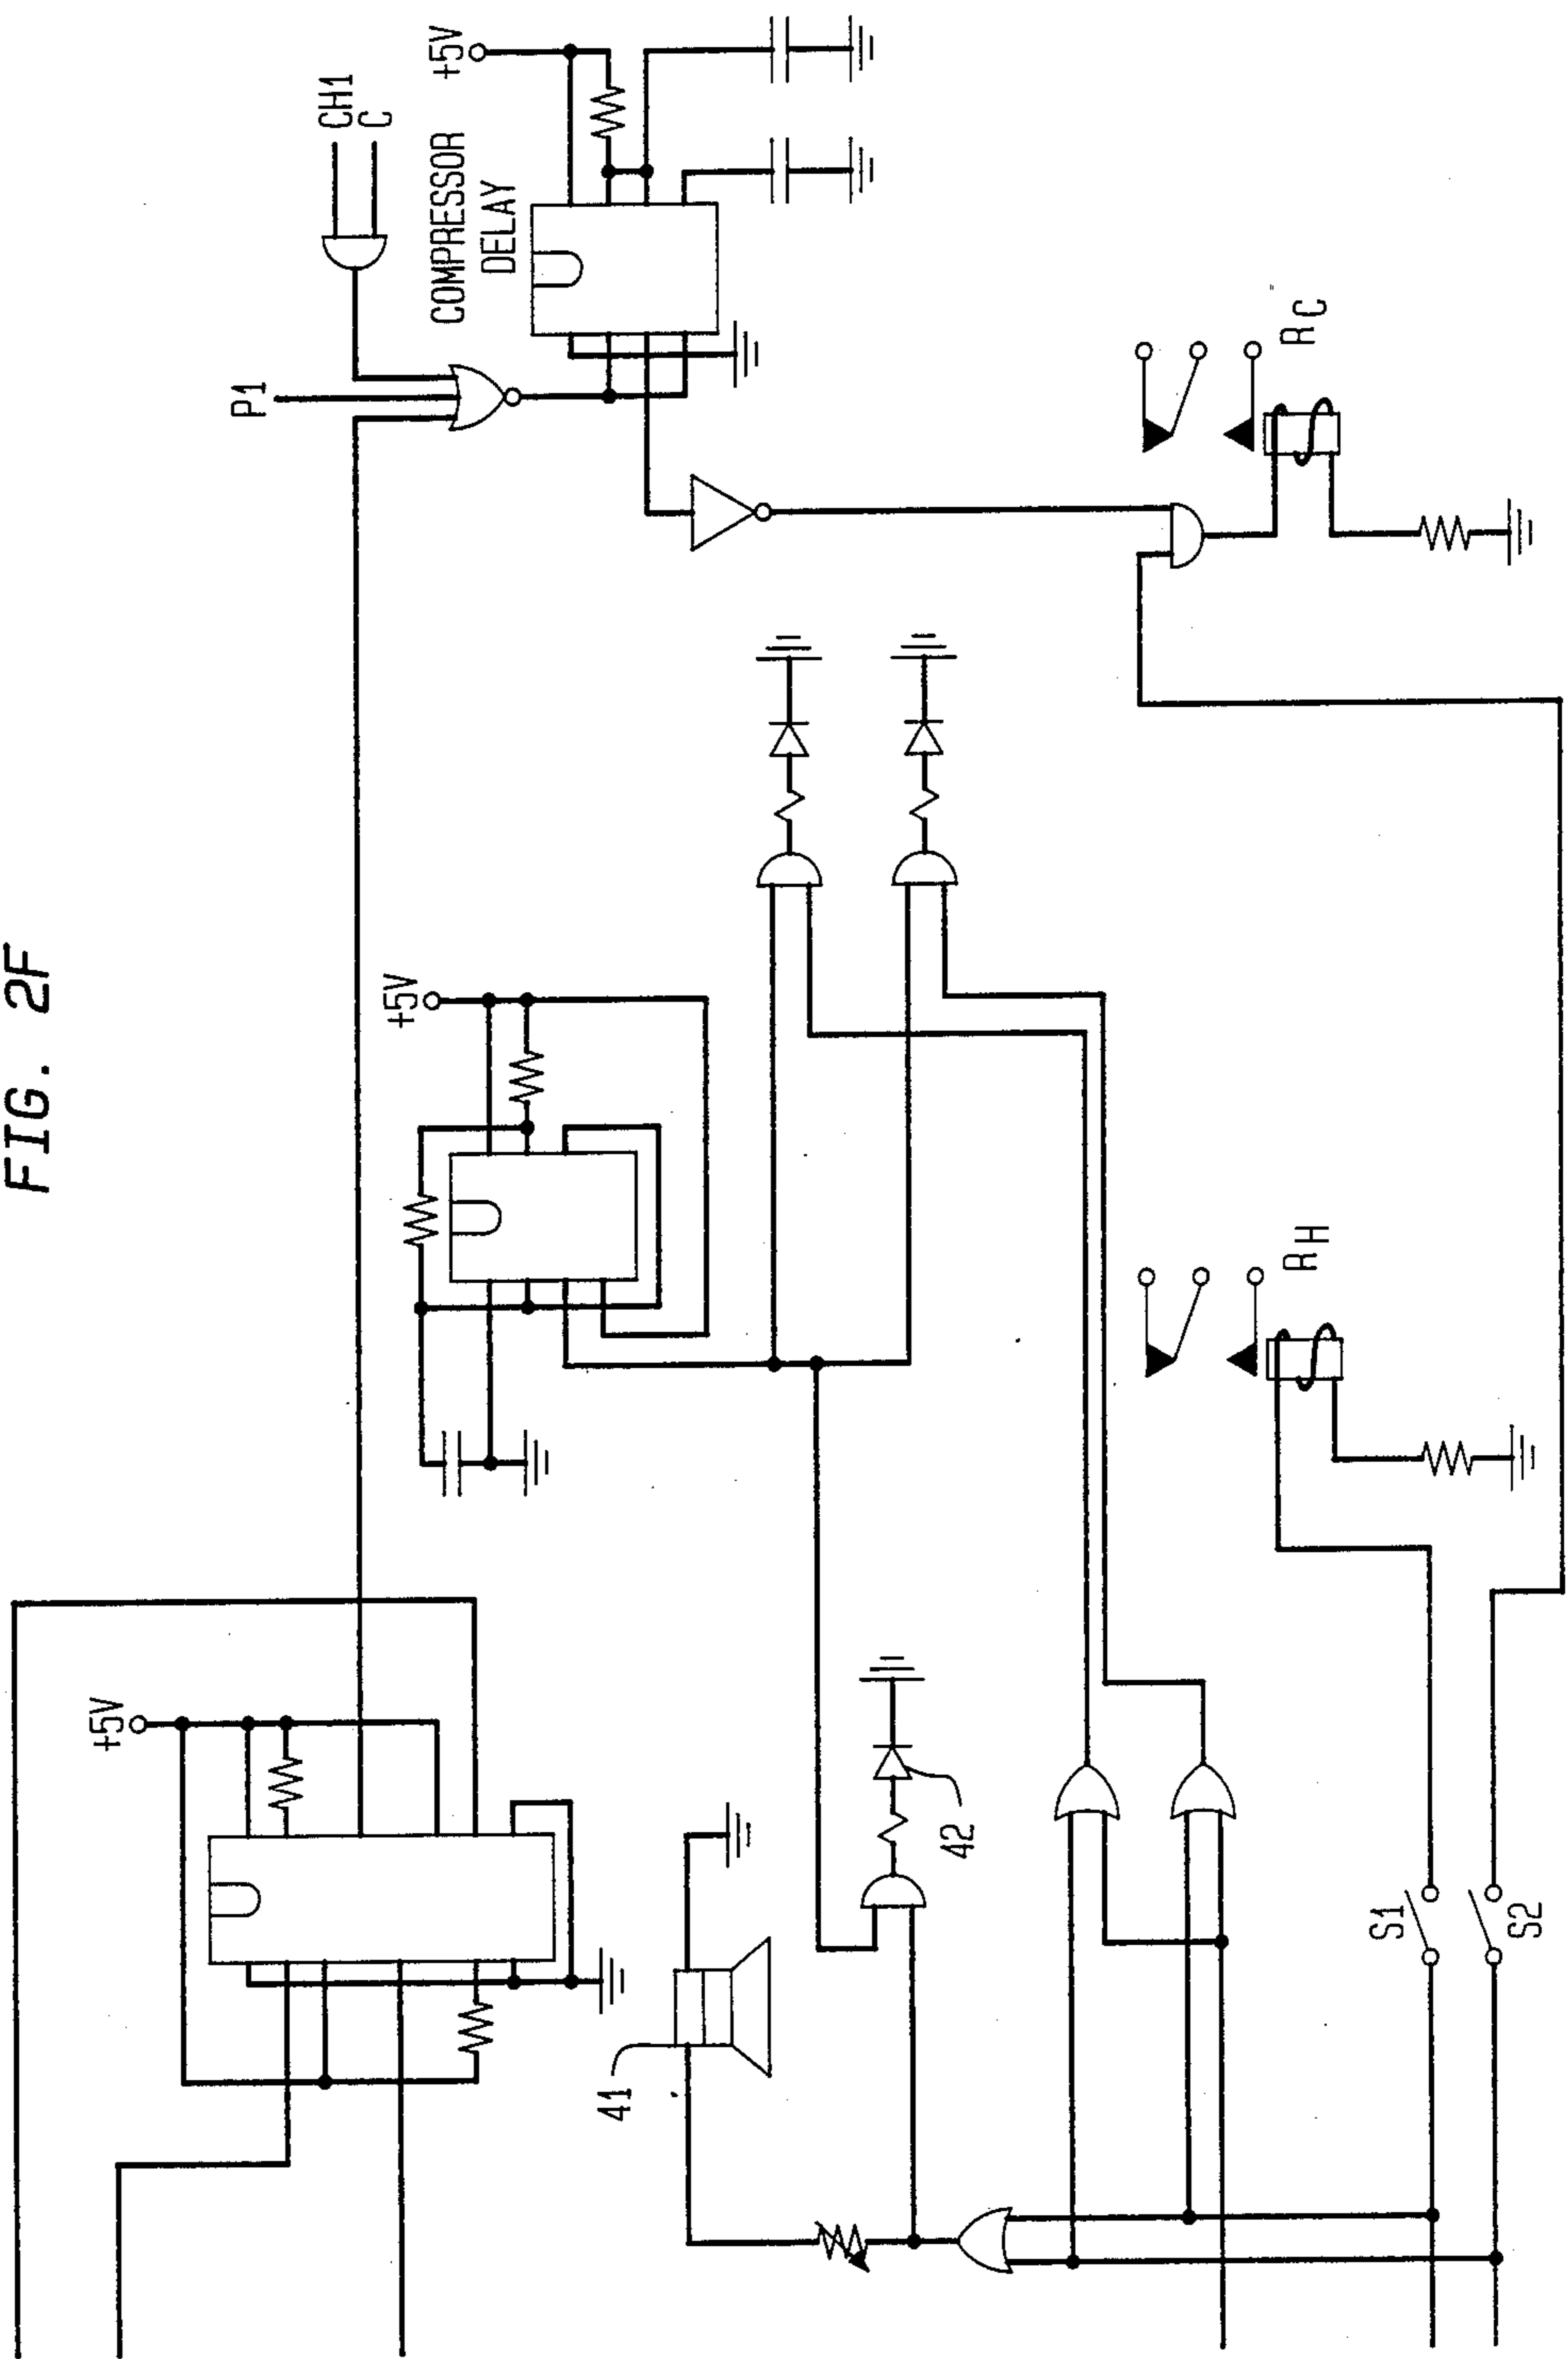 FIG. 2F
+5V
+5V
+5V
P1
CH1
C
COMPRESSOR
DELAY
41
42
S1
S2
R H
R C